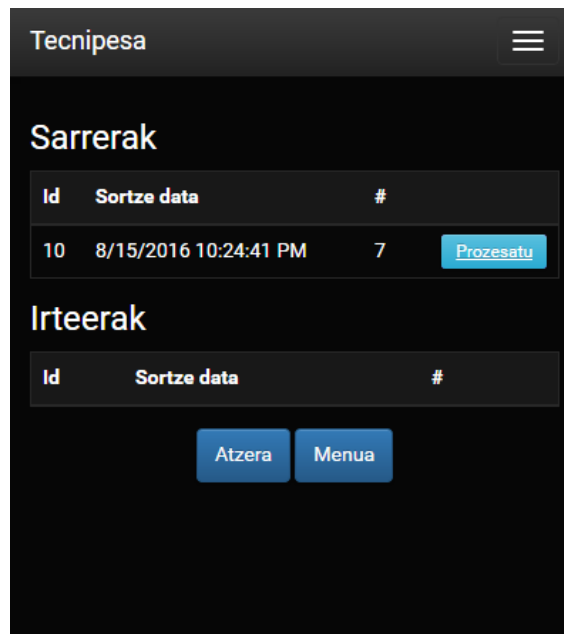 Tecnipesa
Sarrerak
Id Sortze data #
10 8/15/2016 10:24:41 PM 7 Prozesatu
Irteerak
Id Sortze data #
Atzera Menua